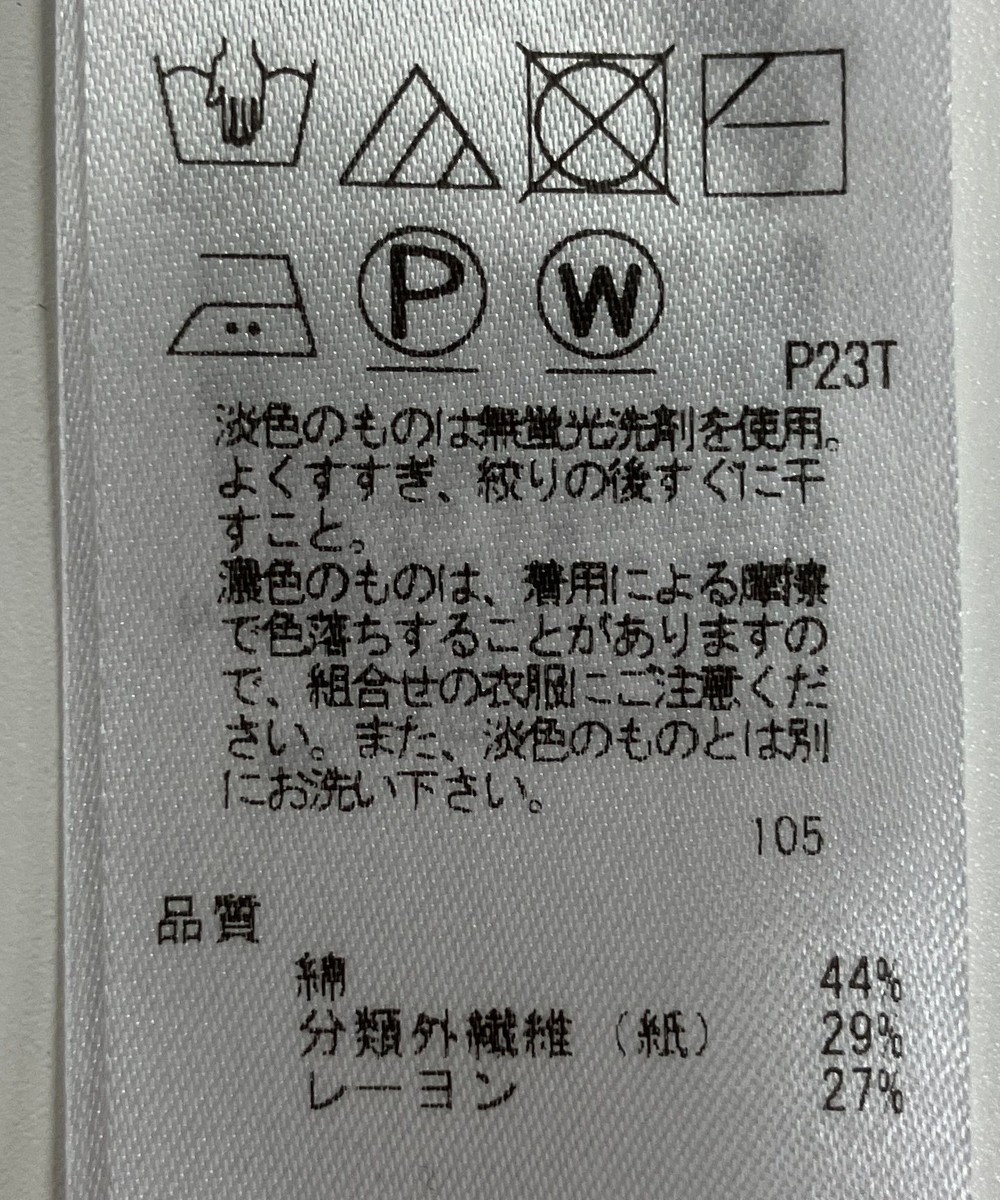 P
W
P23T
淡色のものは無蛍光洗剤を使用。
よくすすぎ、絞りの後すぐに干
すこと。
濃色のものは、着用による摩擦
で色落ちすることがありますの
で、組合せの衣服にご注意くだ
さい。また、淡色のものとは別
にお洗い下さい。
105
品質
綿 44%
分類外繊維（紙） 29%
レーヨン 27%